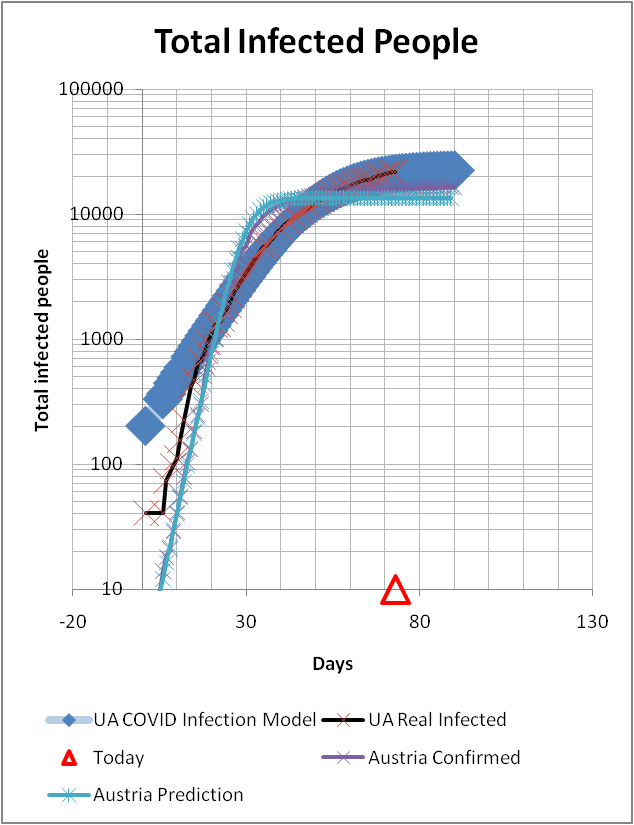 Total Infected People
100000
10000
1000
100
10
Total infected people
-20 30 80 130
Days
UA COVID Infection Model UA Real Infected
Today Austria Confirmed
Austria Prediction